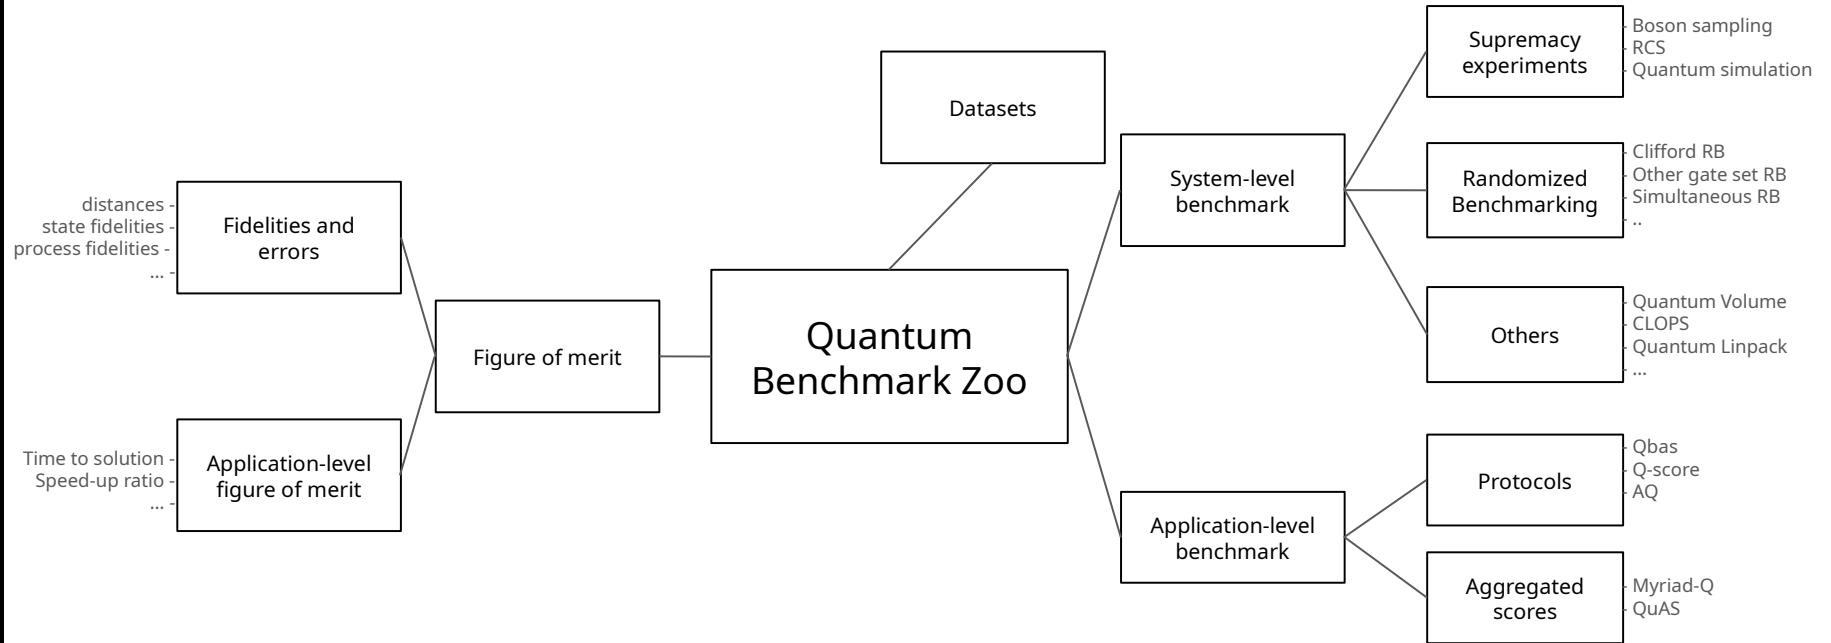 Datasets
Supremacy
experiments
- Boson sampling
- RCS
- Quantum simulation
System-level
benchmark
Randomized
Benchmarking
- Clifford RB
- Other gate set RB
- Simultaneous RB
- ..
Others
- Quantum Volume
- CLOPS
- Quantum Linpack
- ...
distances -
state fidelities -
process fidelities -
... -
Fidelities and
errors
Figure of merit
Quantum
Benchmark Zoo
Time to solution -
Speed-up ratio -
... -
Application-level
figure of merit
Application-level
benchmark
Protocols
- Qbas
- Q-score
- AQ
Aggregated
scores
- Myriad-Q
- QuAS